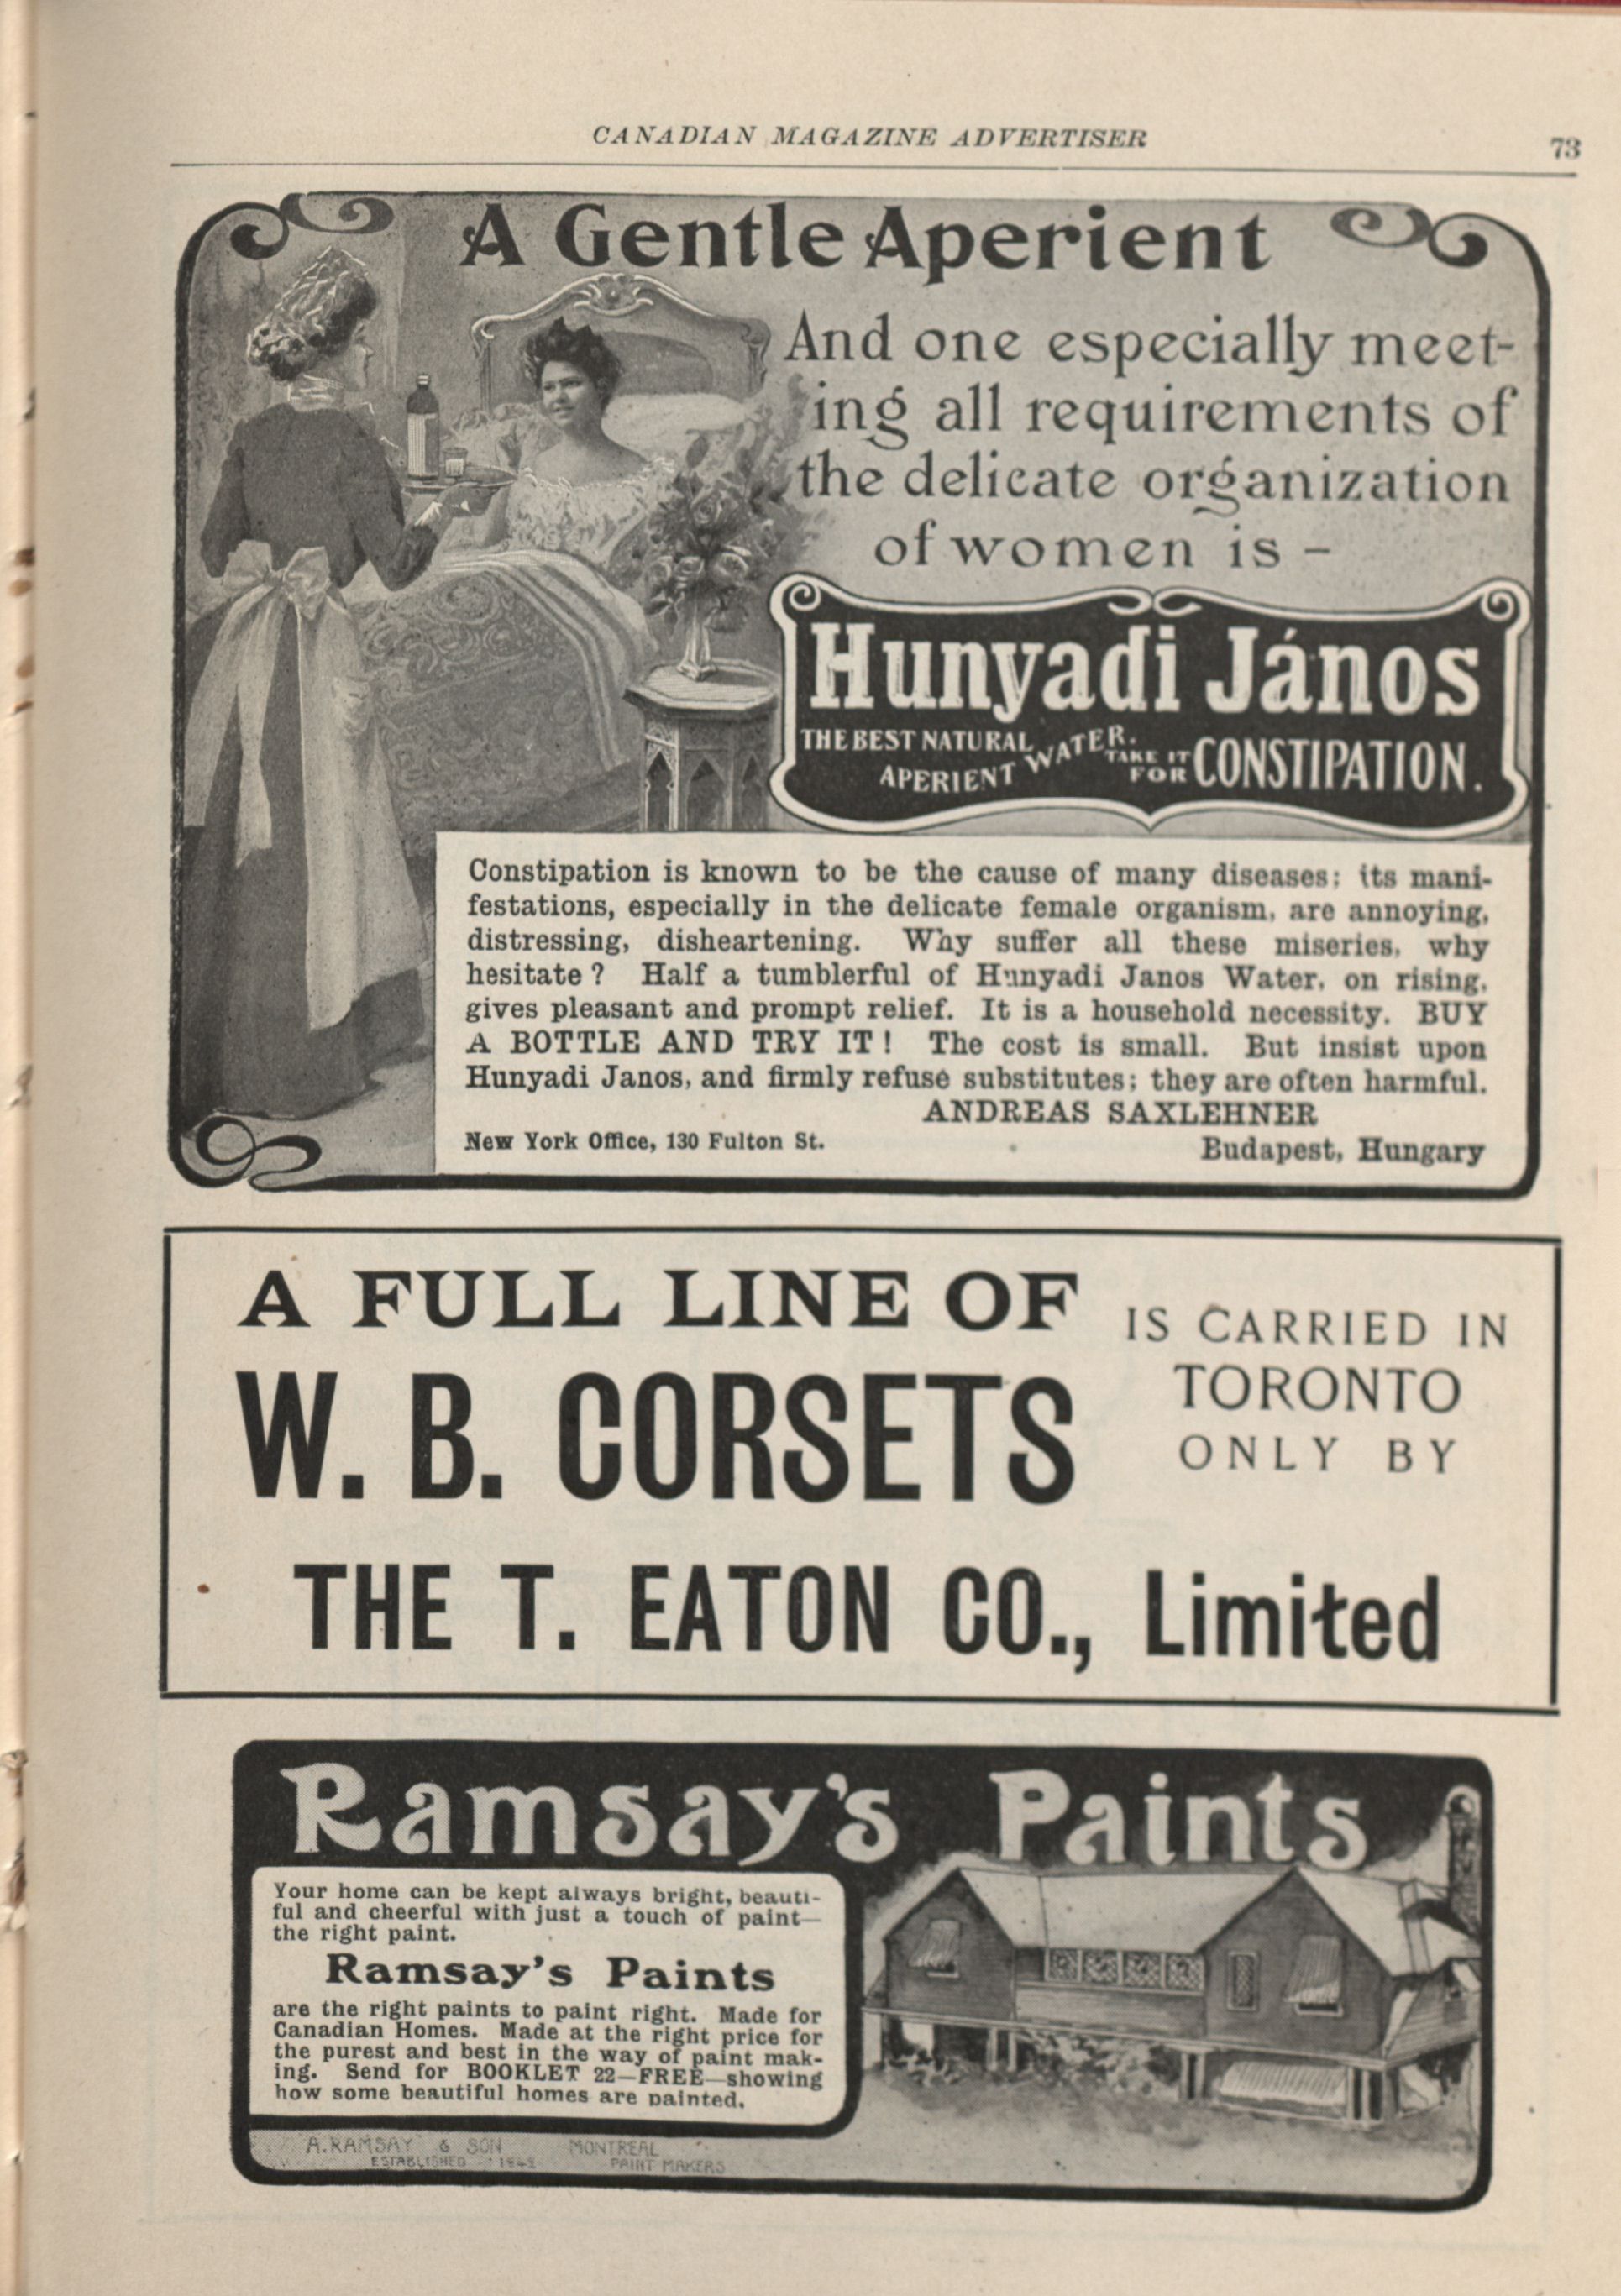 CANADIAN MAGAZINE ADVERTISER
73
A Gentle Aperient
And one especially meet-
ing all requirements of
the delicate organization
of women is –
Hunyadi János
THE BEST NATURAL
APERIENT WATER.
TAKE IT
FOR CONSTIPATION.
Constipation is known to be the cause of many diseases; its mani-
festations, especially in the delicate female organism, are annoying,
distressing, disheartening. Why suffer all these miseries, why
hesitate? Half a tumblerful of Hunyadi Janos Water, on rising,
gives pleasant and prompt relief. It is a household necessity. BUY
A BOTTLE AND TRY IT! The cost is small. But insist upon
Hunyadi Janos, and firmly refuse substitutes; they are often harmful.
ANDREAS SAXLEHNER
New York Office, 130 Fulton St.
Budapest, Hungary
A FULL LINE OF
W. B. CORSETS
IS CARRIED IN
TORONTO
ONLY BY
THE T. EATON CO., Limited
Ramsay's Paints
Your home can be kept always bright, beauti-
ful and cheerful with just a touch of paint—
the right paint.
Ramsay's Paints
are the right paints to paint right. Made for
Canadian Homes. Made at the right price for
the purest and best in the way of paint mak-
ing. Send for BOOKLET 22—FREE—showing
how some beautiful homes are painted.
A. RAMSAY & SON MONTREAL
ESTABLISHED 1842 PAINT MAKERS